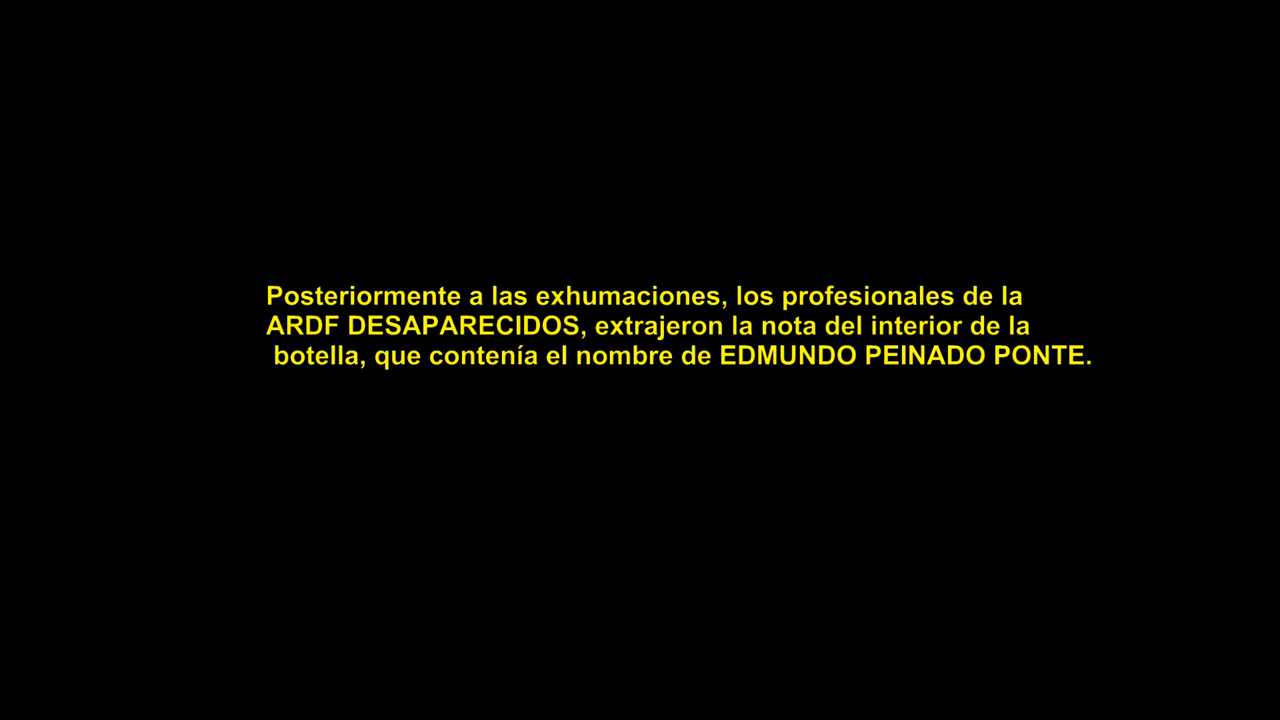 Posteriormente a las exhumaciones, los profesionales de la
ARDF DESAPARECIDOS, extrajeron la nota del interior de la
botella, que contenía el nombre de EDMUNDO PEINADO PONTE.